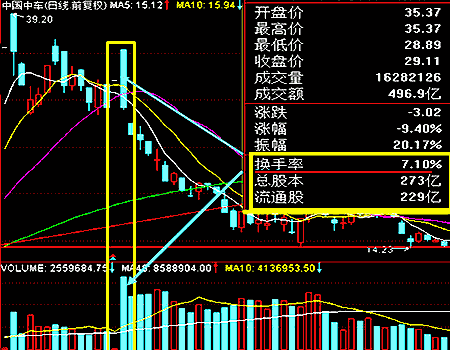 中国中车(日线.前复权) MA5: 15.12↑ MA10: 15.94↓
39.20
开盘价 35.37
最高价 35.37
最低价 28.89
收盘价 29.11
成交量 16282126
成交额 496.9亿
涨跌 -3.02
涨幅 -9.40%
振幅 20.17%
换手率 7.10%
总股本 273亿
流通股 229亿
14.23
VOLUME: 2559684.75↓ MA40: 8588904.00↑ MA10: 4136953.50↓